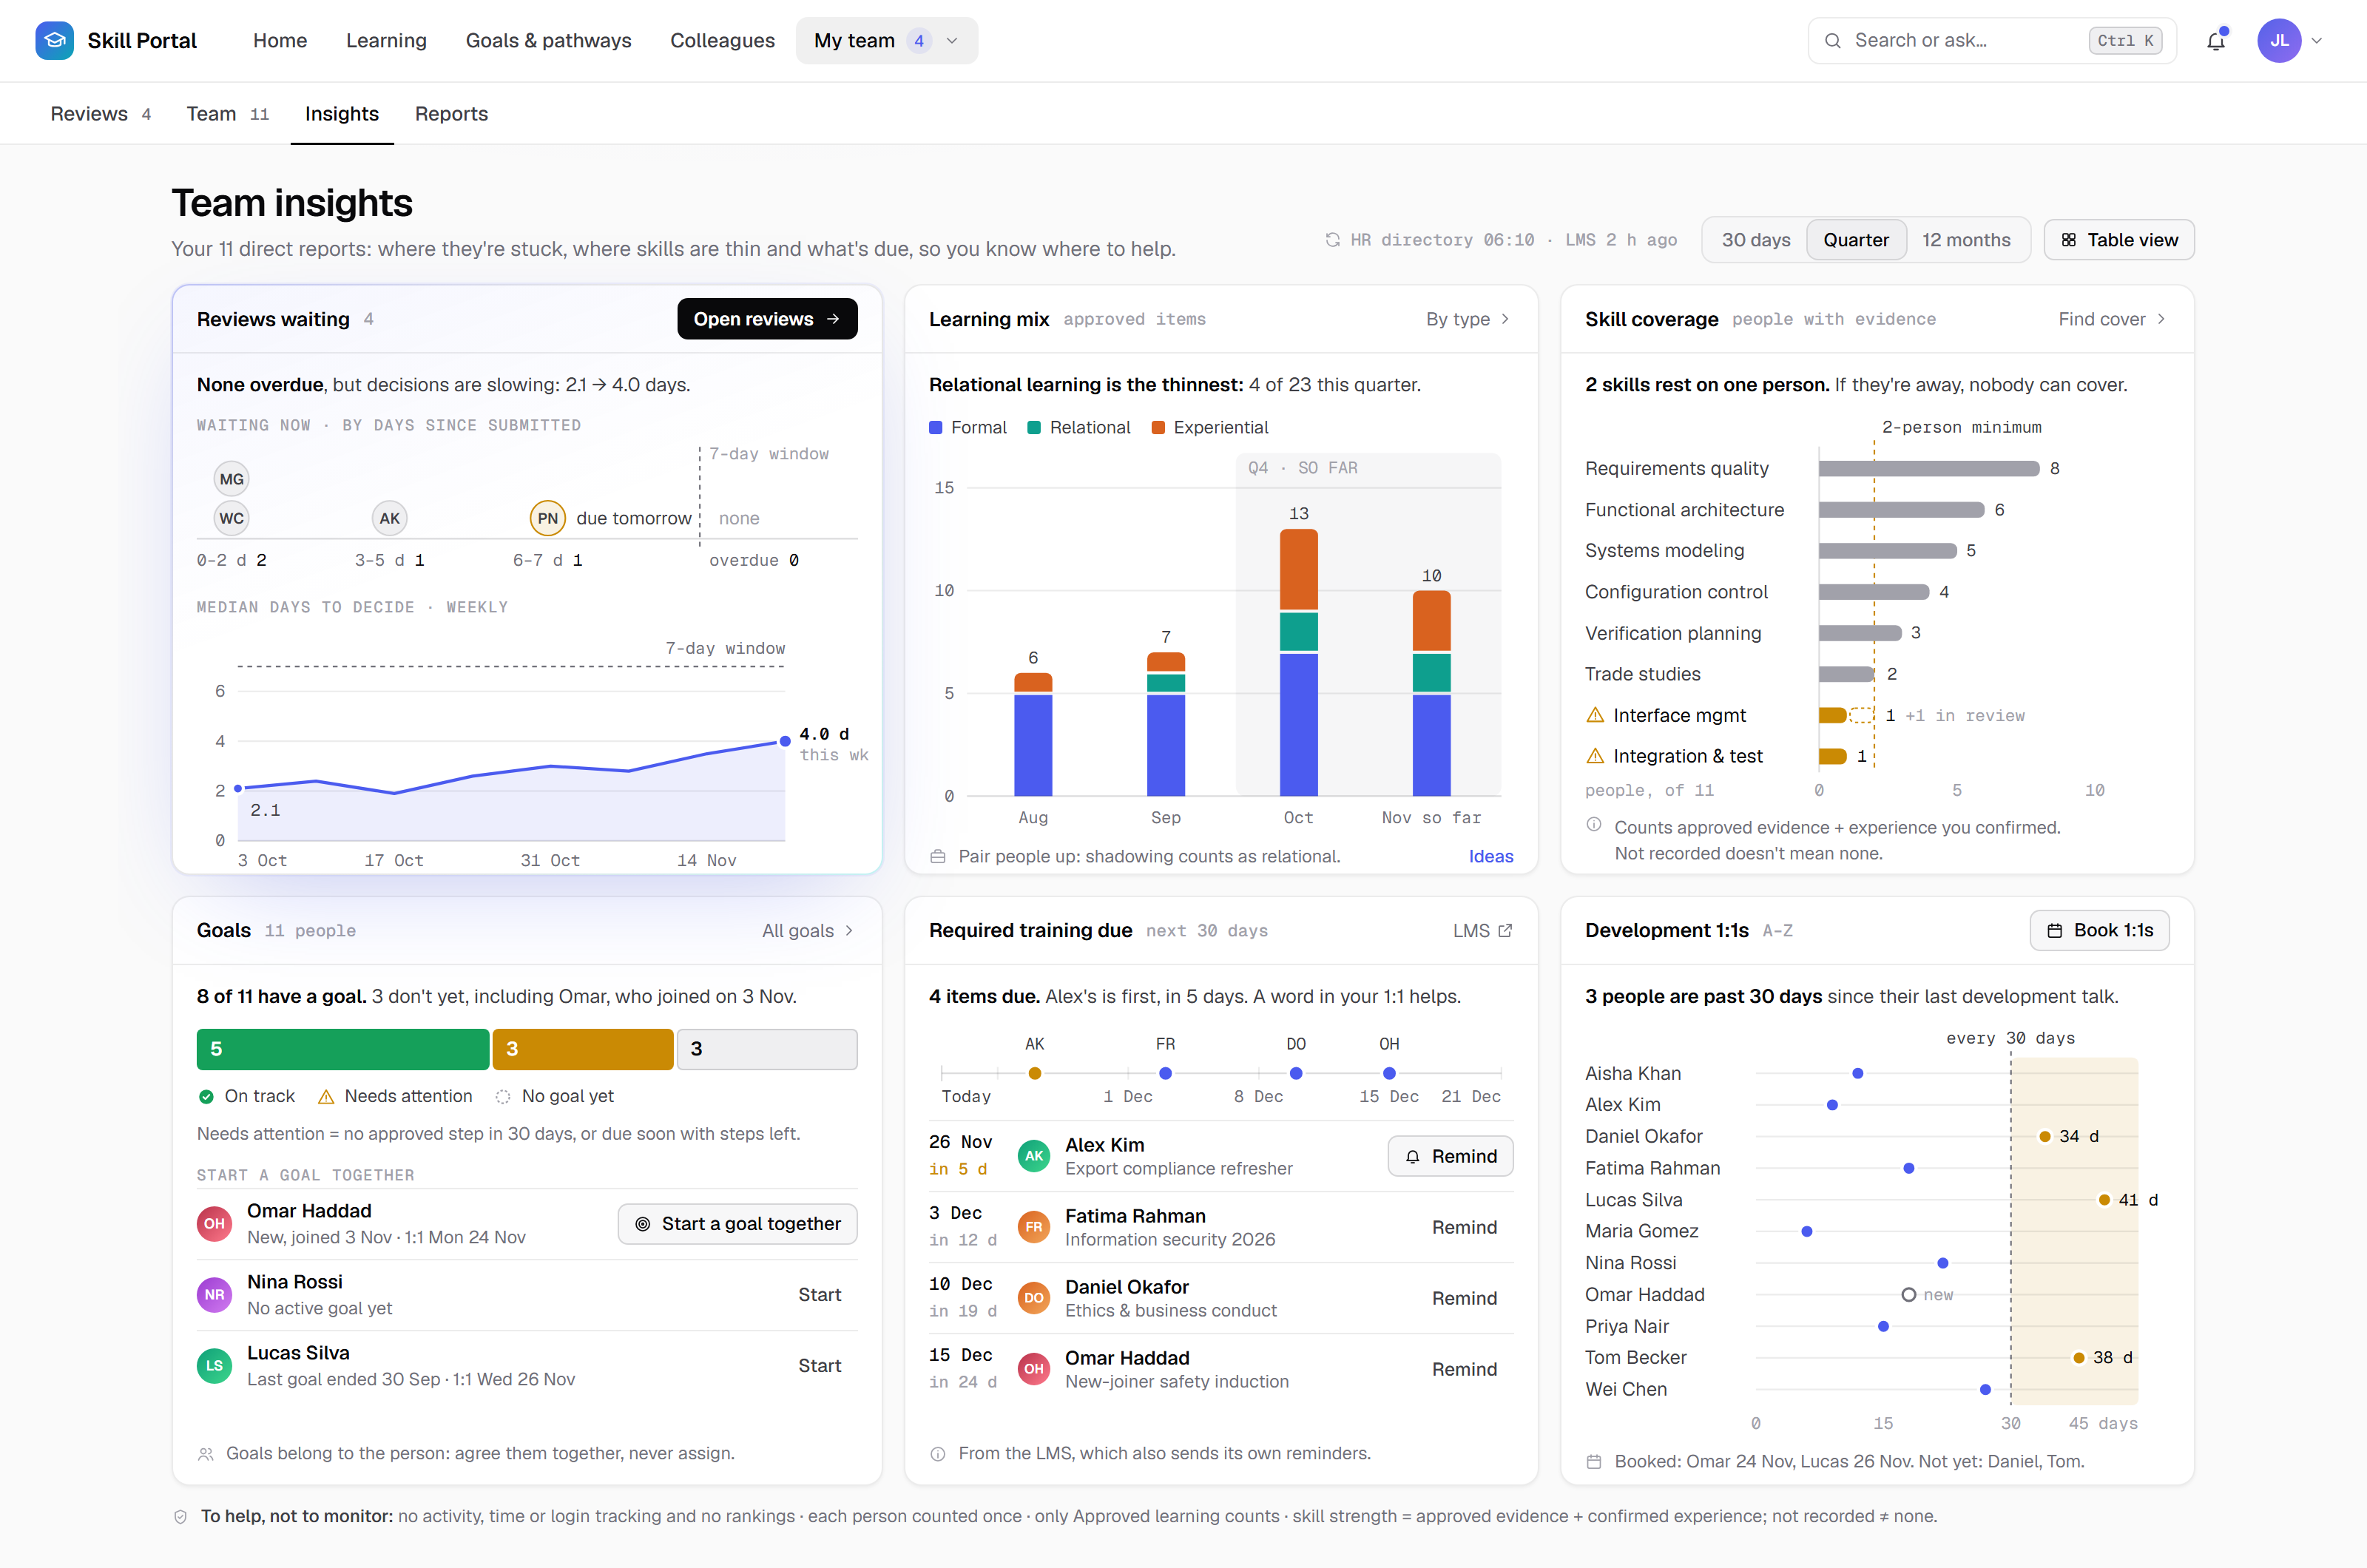 Skill Portal
Home
Learning
Goals & pathways
Colleagues
My team 4
Search or ask...
Ctrl K
JL
Reviews 4
Team 11
Insights
Reports
Team insights
Your 11 direct reports: where they're stuck, where skills are thin and what's due, so you know where to help.
HR directory 06:10 · LMS 2 h ago
30 days
Quarter
12 months
Table view
Reviews waiting 4
Open reviews →
None overdue, but decisions are slowing: 2.1 → 4.0 days.
WAITING NOW · BY DAYS SINCE SUBMITTED
7-day window
MG
WC
AK
PN due tomorrow
none
0–2 d 2
3–5 d 1
6–7 d 1
overdue 0
MEDIAN DAYS TO DECIDE · WEEKLY
7-day window
6
4
2
0
4.0 d
this wk
2.1
3 Oct
17 Oct
31 Oct
14 Nov
Learning mix approved items
By type
Relational learning is the thinnest: 4 of 23 this quarter.
Formal
Relational
Experiential
Q4 · SO FAR
15
10
5
0
6
7
13
10
Aug
Sep
Oct
Nov so far
Pair people up: shadowing counts as relational.
Ideas
Skill coverage people with evidence
Find cover
2 skills rest on one person. If they're away, nobody can cover.
2-person minimum
Requirements quality 8
Functional architecture 6
Systems modeling 5
Configuration control 4
Verification planning 3
Trade studies 2
Interface mgmt 1 +1 in review
Integration & test 1
people, of 11
0
5
10
Counts approved evidence + experience you confirmed.
Not recorded doesn't mean none.
Goals 11 people
All goals
8 of 11 have a goal. 3 don't yet, including Omar, who joined on 3 Nov.
5
3
3
On track
Needs attention
No goal yet
Needs attention = no approved step in 30 days, or due soon with steps left.
START A GOAL TOGETHER
OH
Omar Haddad
New, joined 3 Nov · 1:1 Mon 24 Nov
Start a goal together
NR
Nina Rossi
No active goal yet
Start
LS
Lucas Silva
Last goal ended 30 Sep · 1:1 Wed 26 Nov
Start
Goals belong to the person: agree them together, never assign.
Required training due next 30 days
LMS
4 items due. Alex's is first, in 5 days. A word in your 1:1 helps.
AK
FR
DO
OH
Today
1 Dec
8 Dec
15 Dec
21 Dec
26 Nov
in 5 d
AK
Alex Kim
Export compliance refresher
Remind
3 Dec
in 12 d
FR
Fatima Rahman
Information security 2026
Remind
10 Dec
in 19 d
DO
Daniel Okafor
Ethics & business conduct
Remind
15 Dec
in 24 d
OH
Omar Haddad
New-joiner safety induction
Remind
From the LMS, which also sends its own reminders.
Development 1:1s A–Z
Book 1:1s
3 people are past 30 days since their last development talk.
every 30 days
Aisha Khan
Alex Kim
Daniel Okafor 34 d
Fatima Rahman
Lucas Silva 41 d
Maria Gomez
Nina Rossi
Omar Haddad new
Priya Nair
Tom Becker 38 d
Wei Chen
0
15
30
45 days
Booked: Omar 24 Nov, Lucas 26 Nov. Not yet: Daniel, Tom.
To help, not to monitor: no activity, time or login tracking and no rankings · each person counted once · only Approved learning counts · skill strength = approved evidence + confirmed experience; not recorded ≠ none.